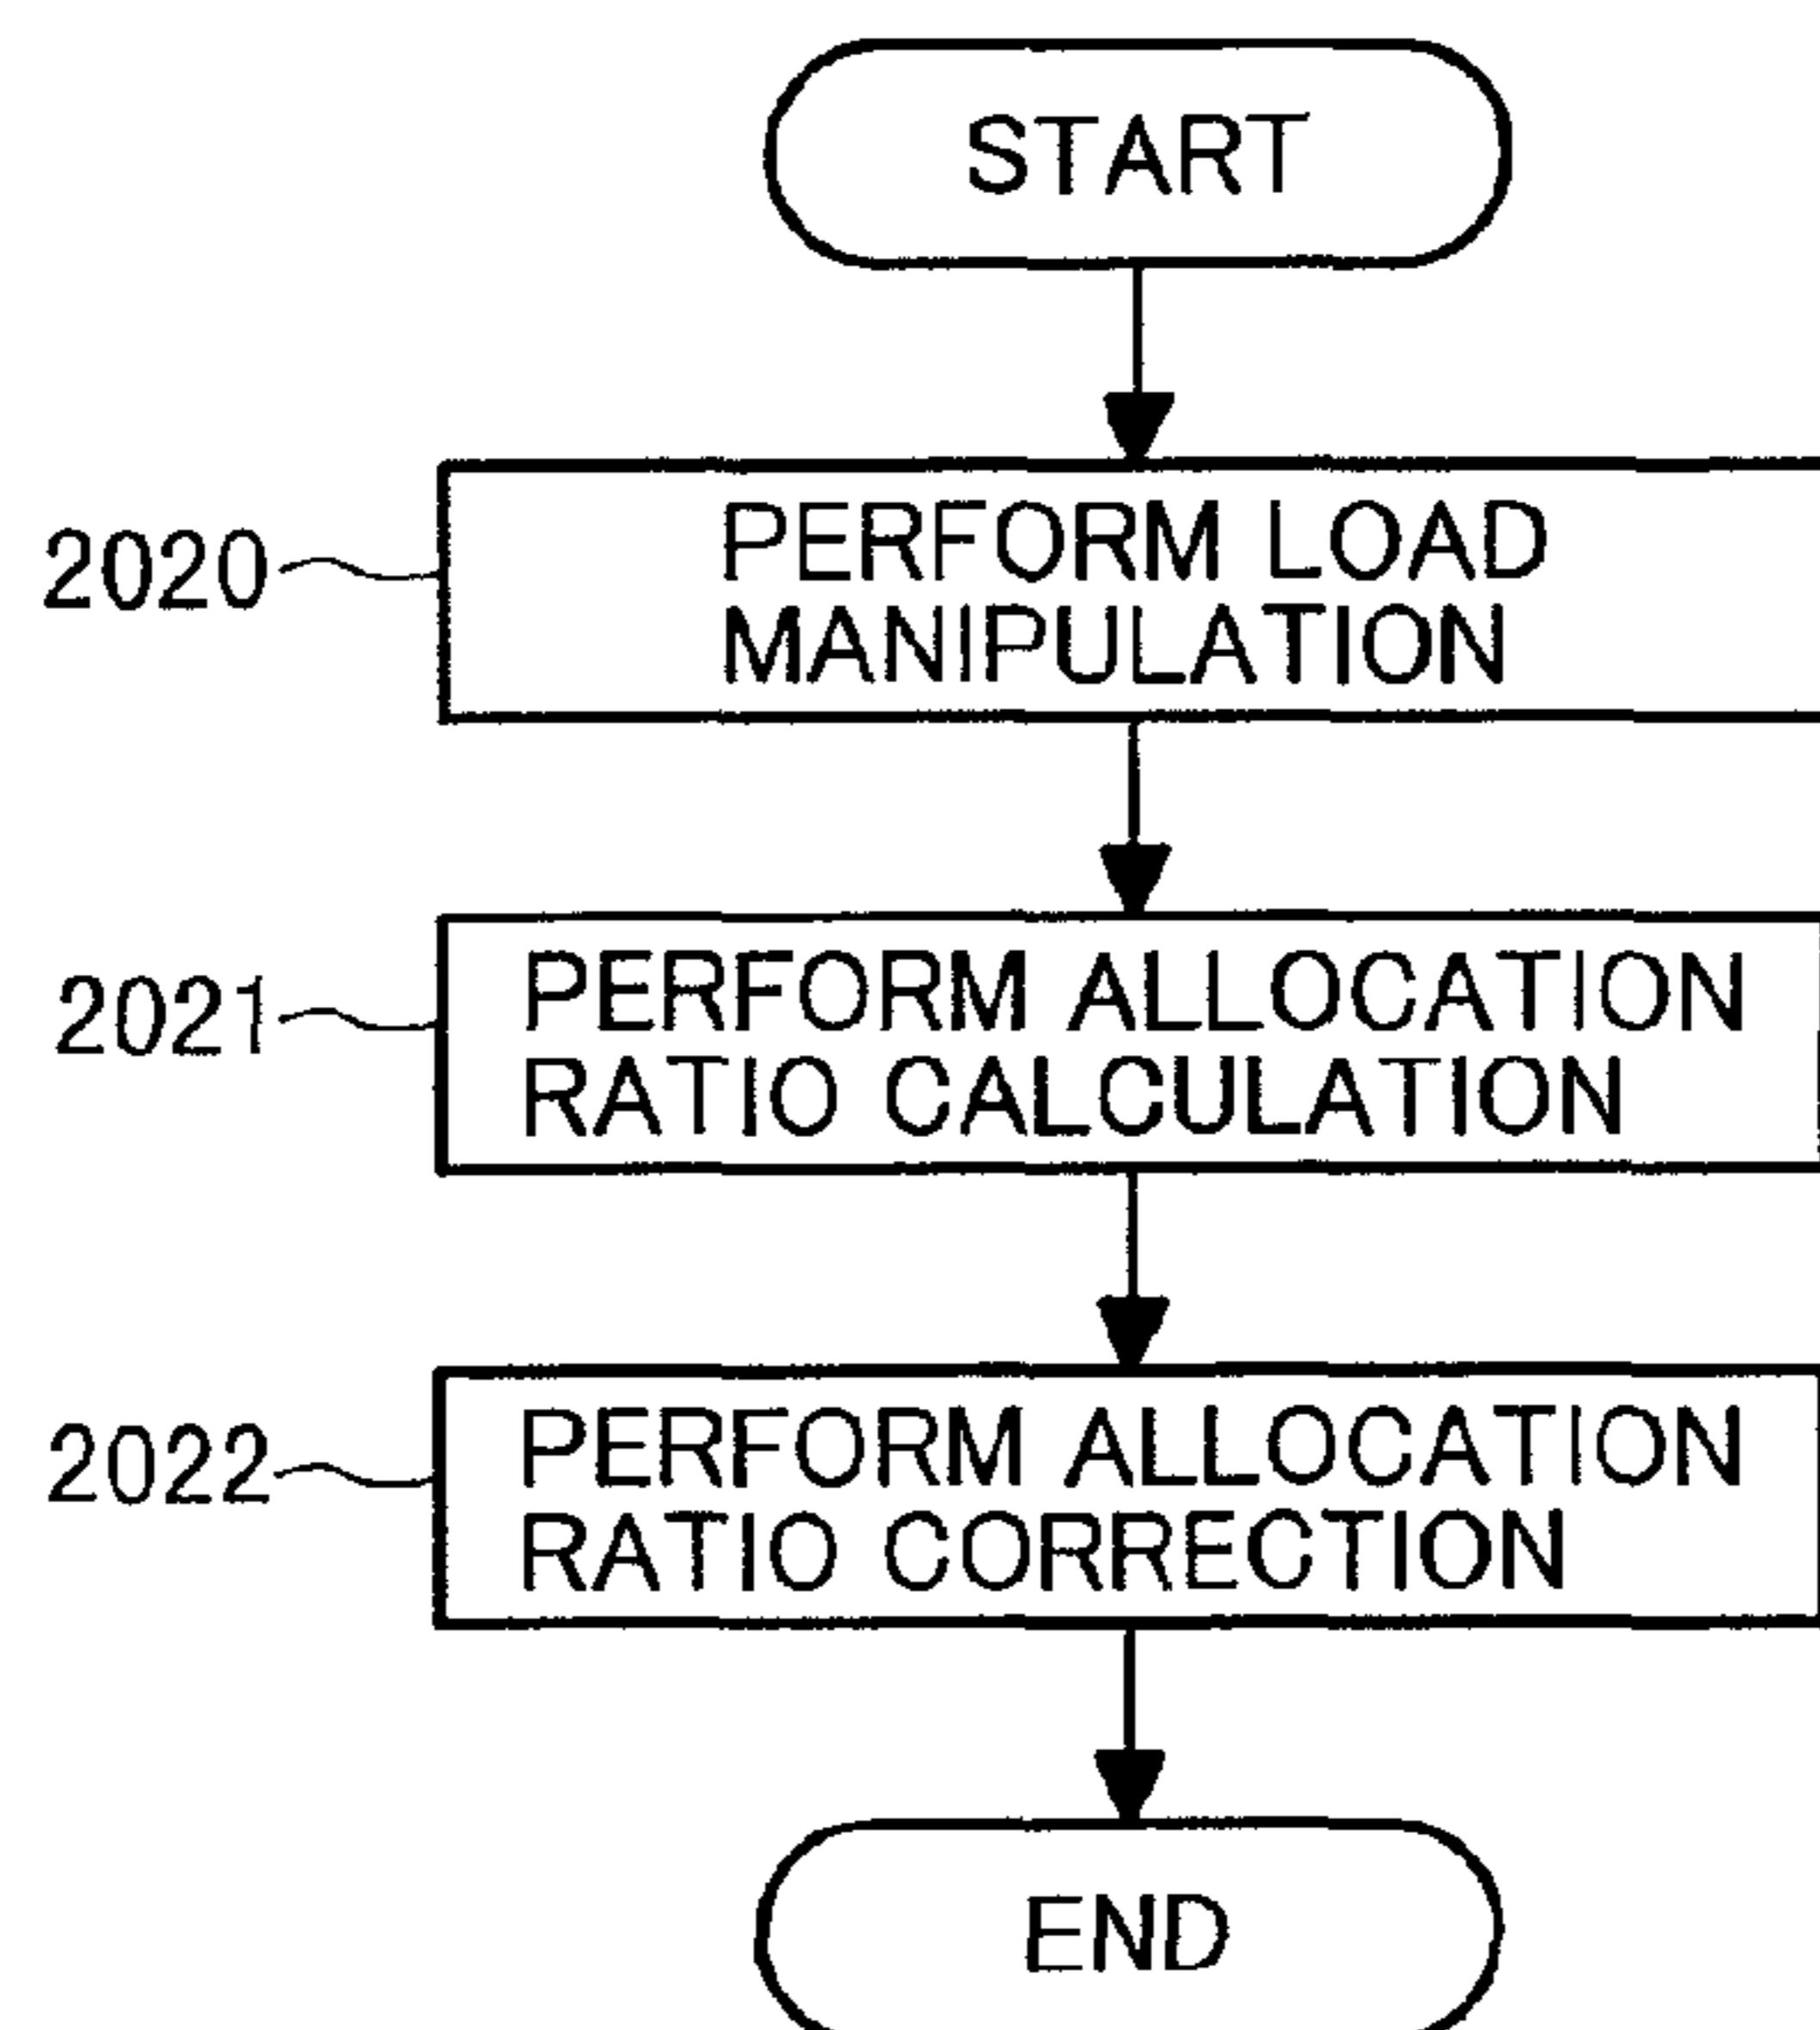 START
2020
PERFORM LOAD
MANIPULATION
2021
PERFORM ALLOCATION
RATIO CALCULATION
2022
PERFORM ALLOCATION
RATIO CORRECTION
END